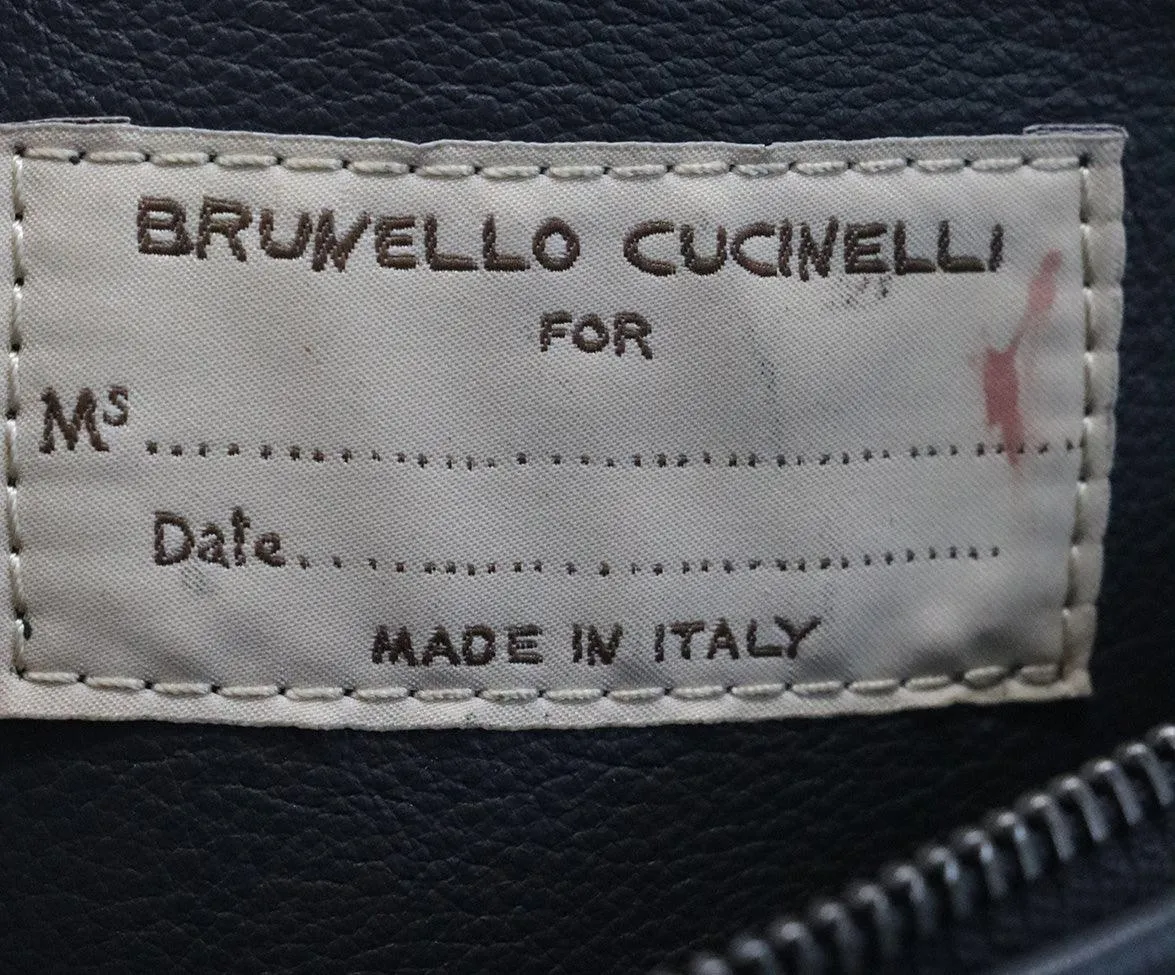 BRUNELLO CUCINELLI
FOR
Ms ........................................
Date ..............................
MADE IN ITALY